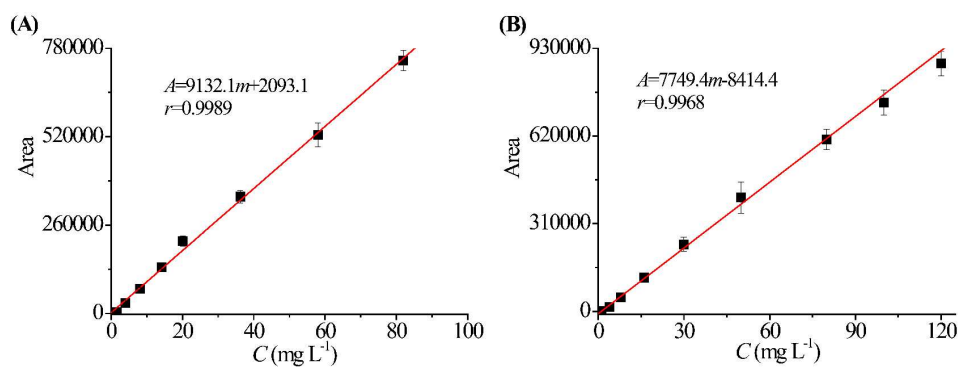 (A)
780000
520000
260000
0
Area
A=9132.1m+2093.1
r=0.9989
0 20 40 60 80 100
C (mg L-1)
(B)
930000
620000
310000
0
Area
A=7749.4m-8414.4
r=0.9968
0 30 60 90 120
C (mg L-1)